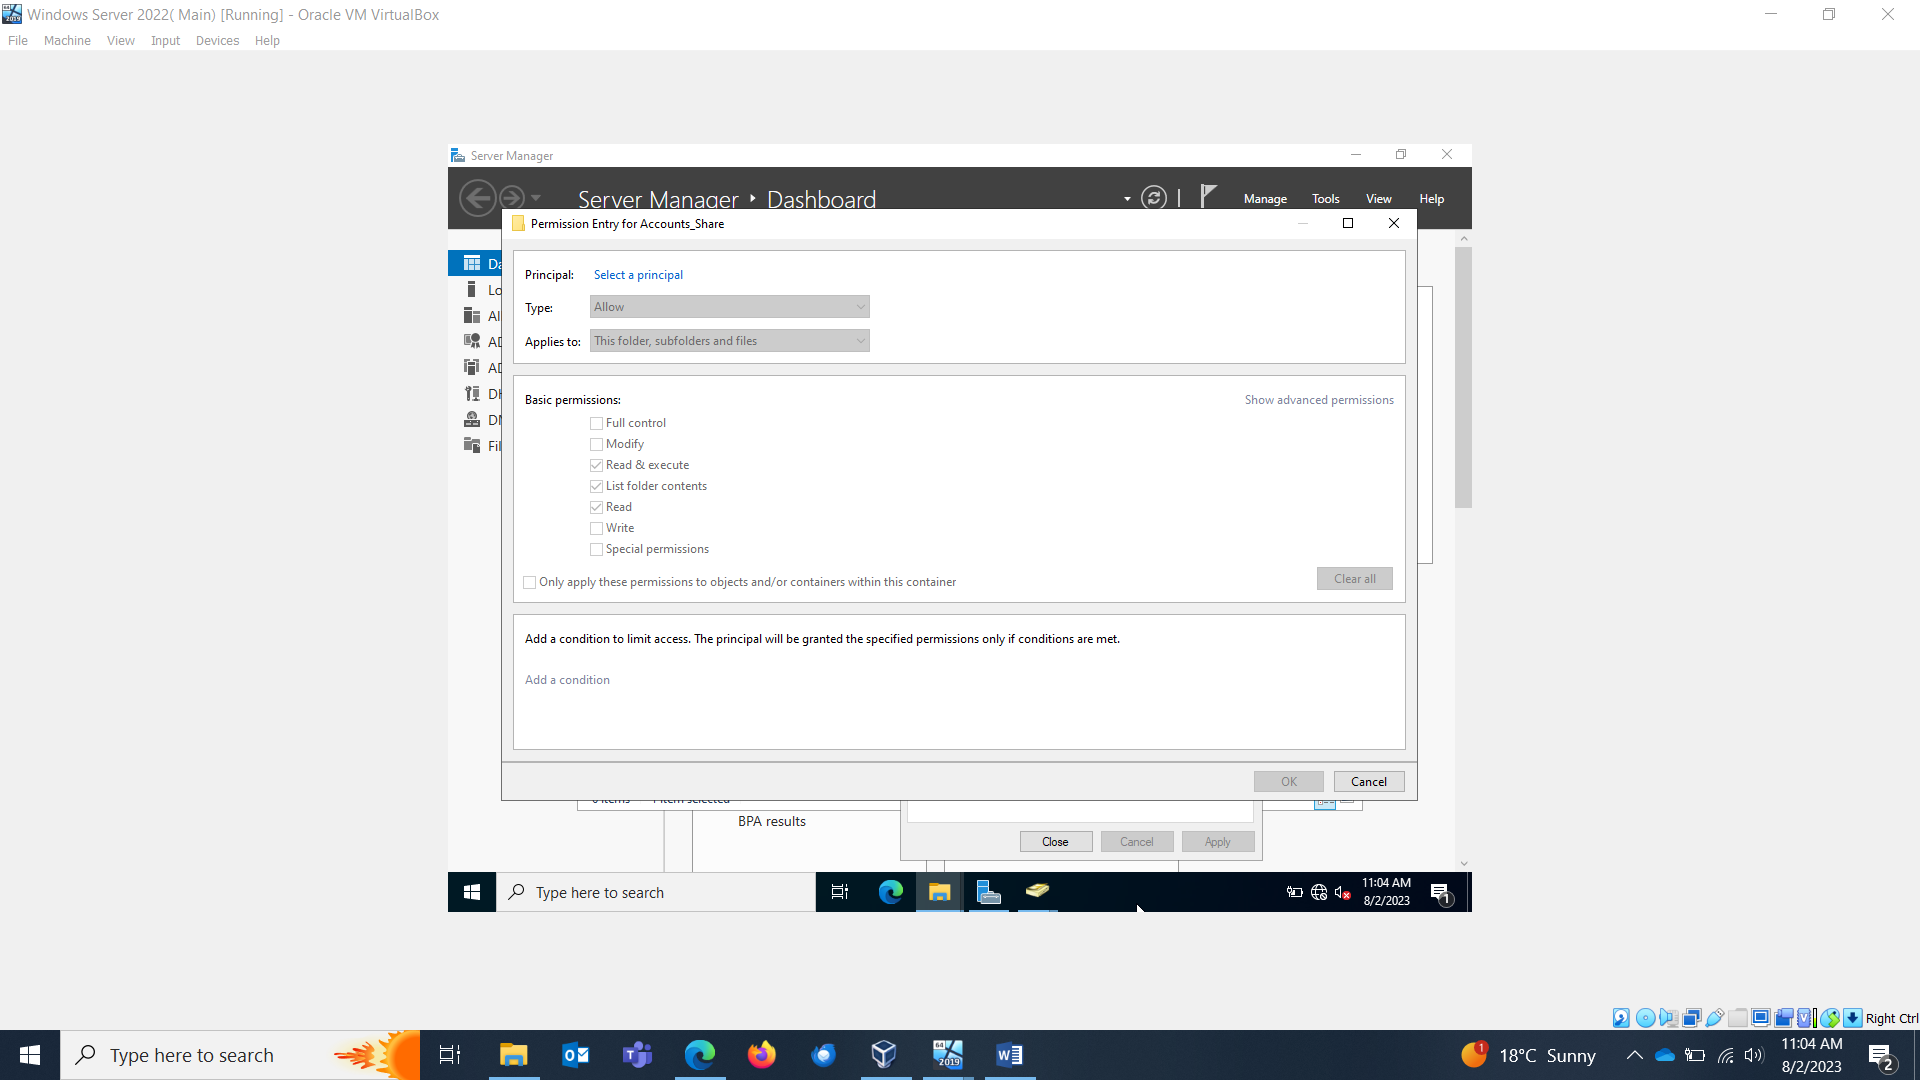 Windows Server 2022( Main) [Running] - Oracle VM VirtualBox
File Machine View Input Devices Help
Server Manager
Server Manager Dashboard
Manage Tools View Help
Permission Entry for Accounts_Share
Principal: Select a principal
Type: Allow
Applies to: This folder, subfolders and files
Basic permissions:
Show advanced permissions
Full control
Modify
Read & execute
List folder contents
Read
Write
Special permissions
Only apply these permissions to objects and/or containers within this container
Clear all
Add a condition to limit access. The principal will be granted the specified permissions only if conditions are met.
Add a condition
OK Cancel
BPA results
Close Cancel Apply
Type here to search
11:04 AM
8/2/2023
1
Right Ctrl
Type here to search
64
2019
1
18°C Sunny
11:04 AM
8/2/2023
2